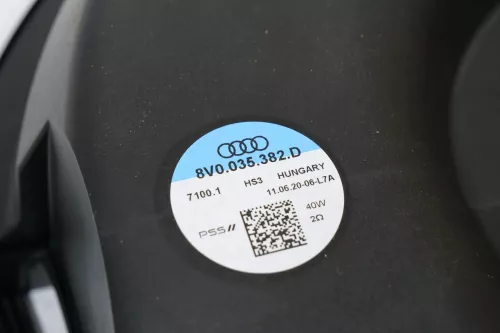 8V0.035.382.D
7100.1 HS3 HUNGARY
11.06.20-06-L7A
PSS// 40W
2Ω